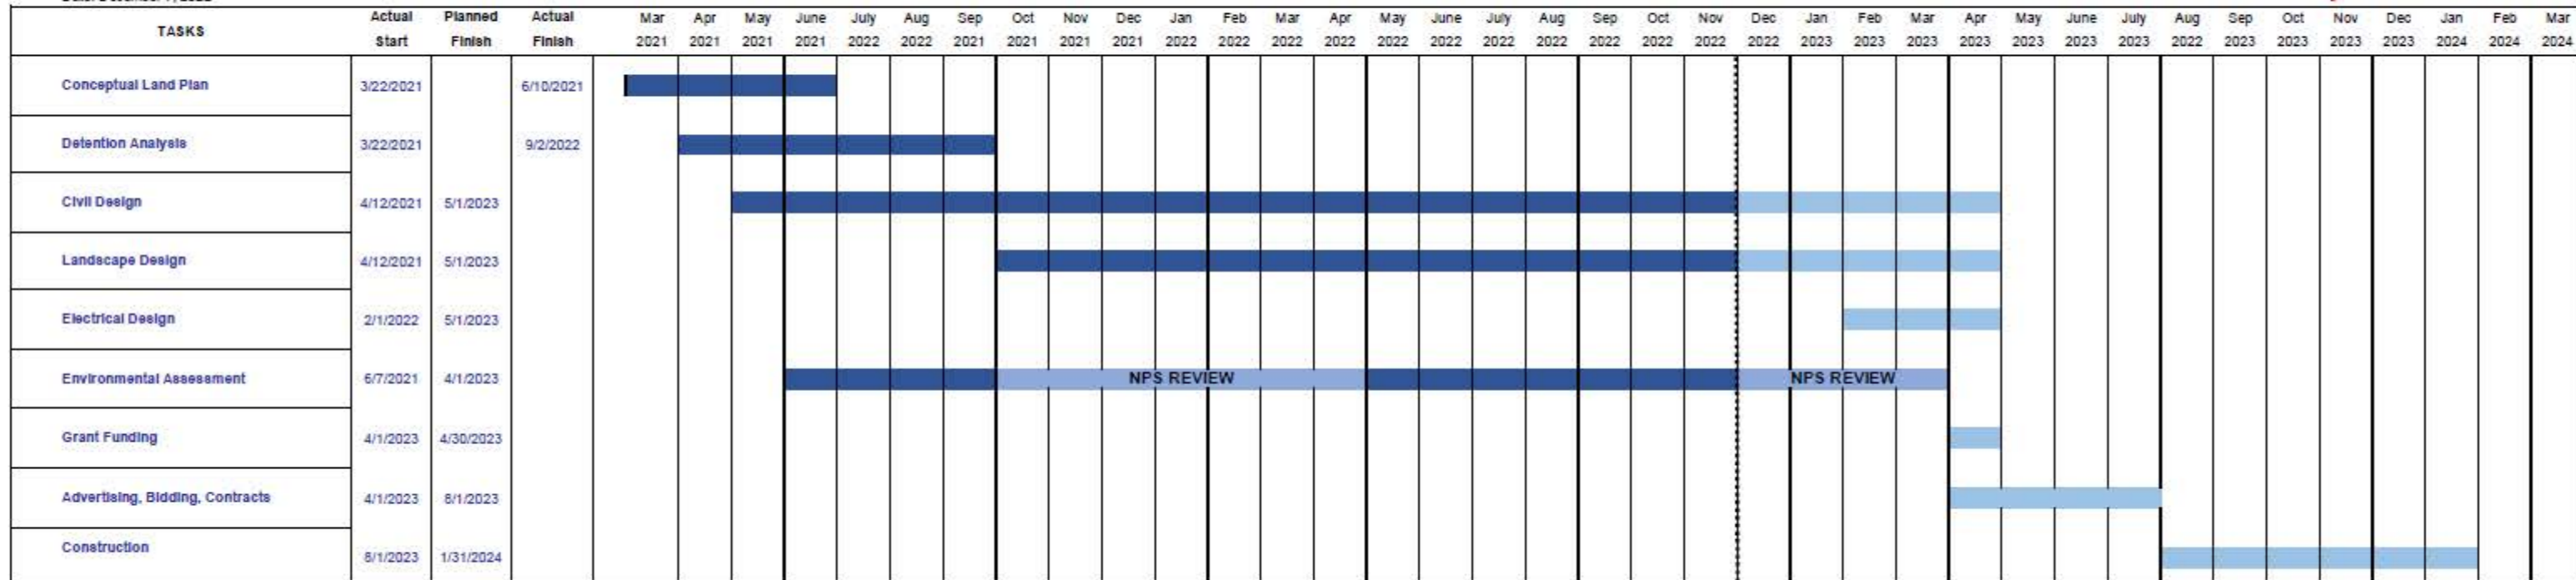 TASKS Actual Planned Actual Mar Apr May June July Aug Sep Oct Nov Dec Jan Feb Mar Apr May June July Aug Sep Oct Nov Dec Jan Feb Mar Apr May June July Aug Sep Oct Nov Dec Jan Feb Mar
Start Finish Finish 2021 2021 2021 2021 2022 2022 2021 2021 2021 2021 2022 2022 2022 2022 2022 2022 2022 2022 2022 2022 2022 2022 2023 2023 2023 2023 2023 2023 2023 2022 2023 2023 2023 2023 2024 2024 2024
Conceptual Land Plan 3/22/2021 6/10/2021
Detention Analysis 3/22/2021 9/2/2022
Civil Design 4/12/2021 5/1/2023
Landscape Design 4/12/2021 5/1/2023
Electrical Design 2/1/2022 5/1/2023
Environmental Assessment 6/7/2021 4/1/2023 NPS REVIEW NPS REVIEW
Grant Funding 4/1/2023 4/30/2023
Advertising, Bidding, Contracts 4/1/2023 8/1/2023
Construction
8/1/2023 1/31/2024